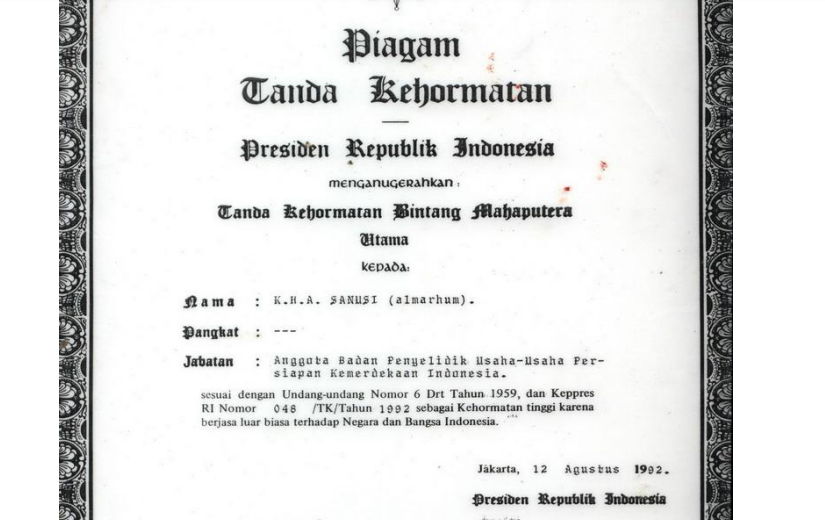 Piagam
Tanda Kehormatan
Presiden Republik Indonesia
menganugerahkan :
Tanda Kehormatan Bintang Mahaputera
Utama
kepada:
Nama : K.H.A. SANUSI (almarhum).
Pangkat : ---
Jabatan : Anggota Badan Penyelidik Usaha-Usaha Per-
siapan Kemerdekaan Indonesia.
sesuai dengan Undang-undang Nomor 6 Drt Tahun 1959, dan Keppres
RI Nomor 048 /TK/Tahun 1992 sebagai Kehormatan tinggi karena
berjasa luar biasa terhadap Negara dan Bangsa Indonesia.
Jakarta, 12 Agustus 1992.
Presiden Republik Indonesia